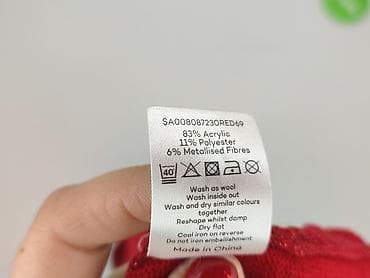 $A008087230RED69
83% Acrylic
11% Polyester
6% Metallised Fibres
40
Wash as wool
Wash inside out
Wash and dry similar colours
together
Reshape whilst damp
Dry flat
Cool iron on reverse
Do not iron embellishment
Made in China